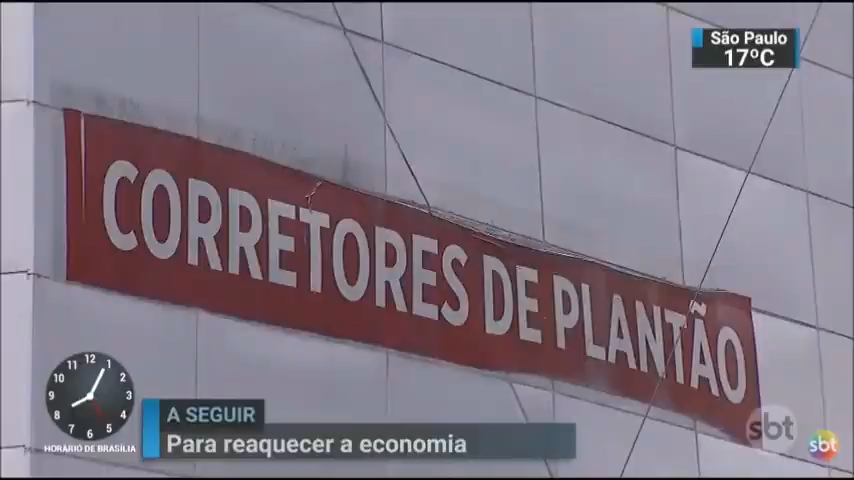 São Paulo
17ºC
CORRETORES DE PLANTÃO
12
11 1
10 2
9 3
8 4
7 5
6
HORÁRIO DE BRASÍLIA
A SEGUIR
Para reaquecer a economia
sbt
sbt